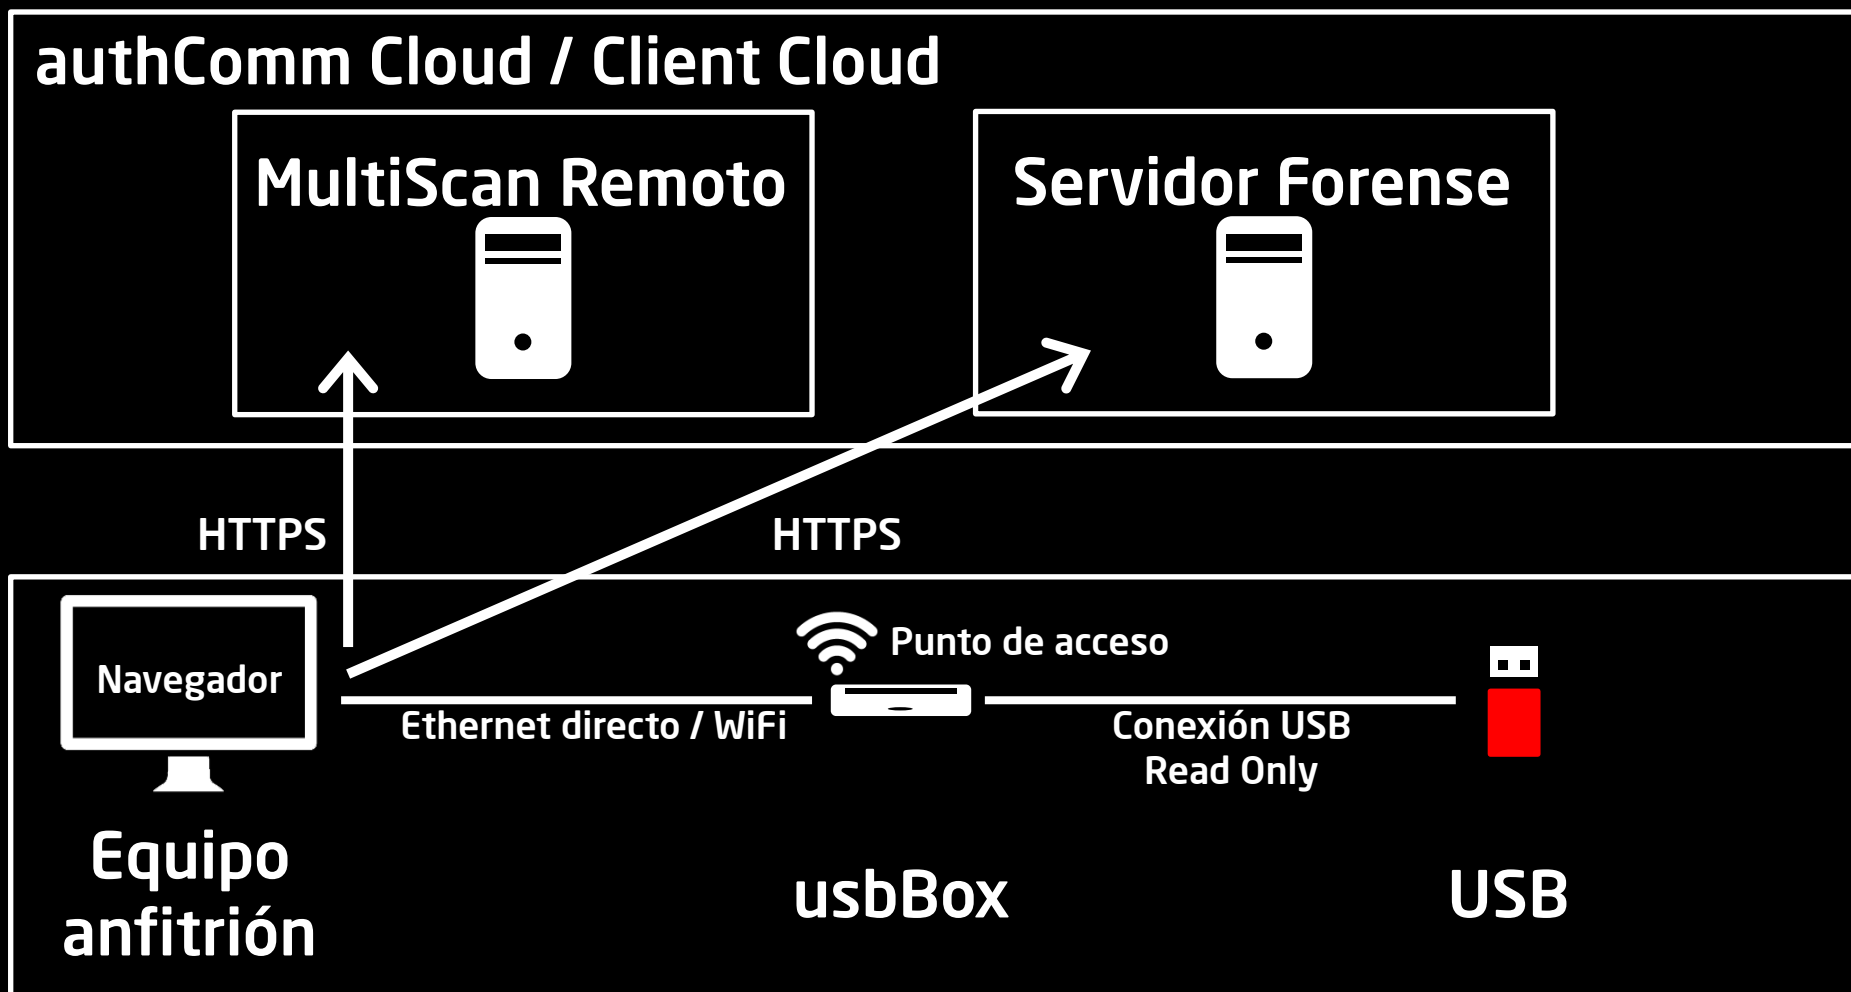 authComm Cloud / Client Cloud
MultiScan Remoto
Servidor Forense
HTTPS
HTTPS
Navegador
Punto de acceso
Ethernet directo / WiFi
Conexión USB
Read Only
Equipo
anfitrión
usbBox
USB